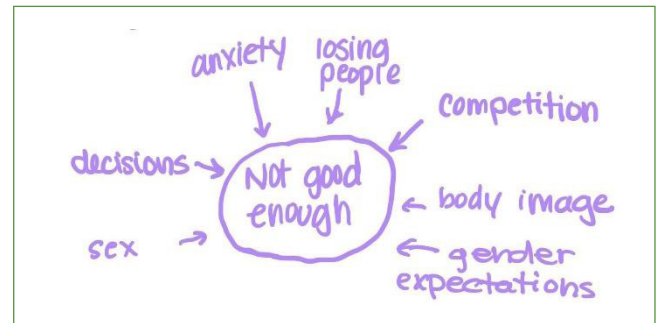 anxiety
losing
people
competition
decisions
Not good
enough
body image
sex
gender
expectations